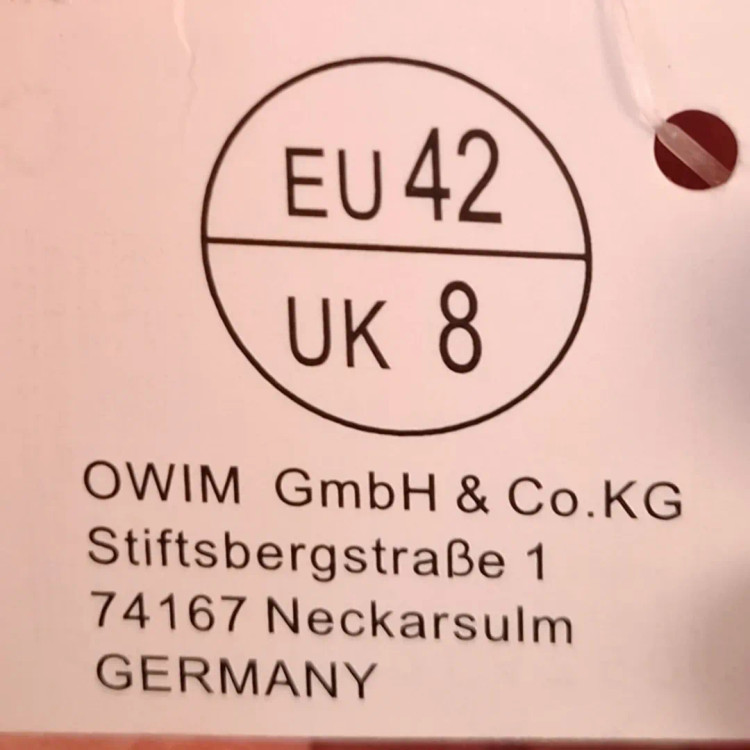 EU 42
UK 8
OWIM GmbH & Co.KG
Stiftsbergstraße 1
74167 Neckarsulm
GERMANY